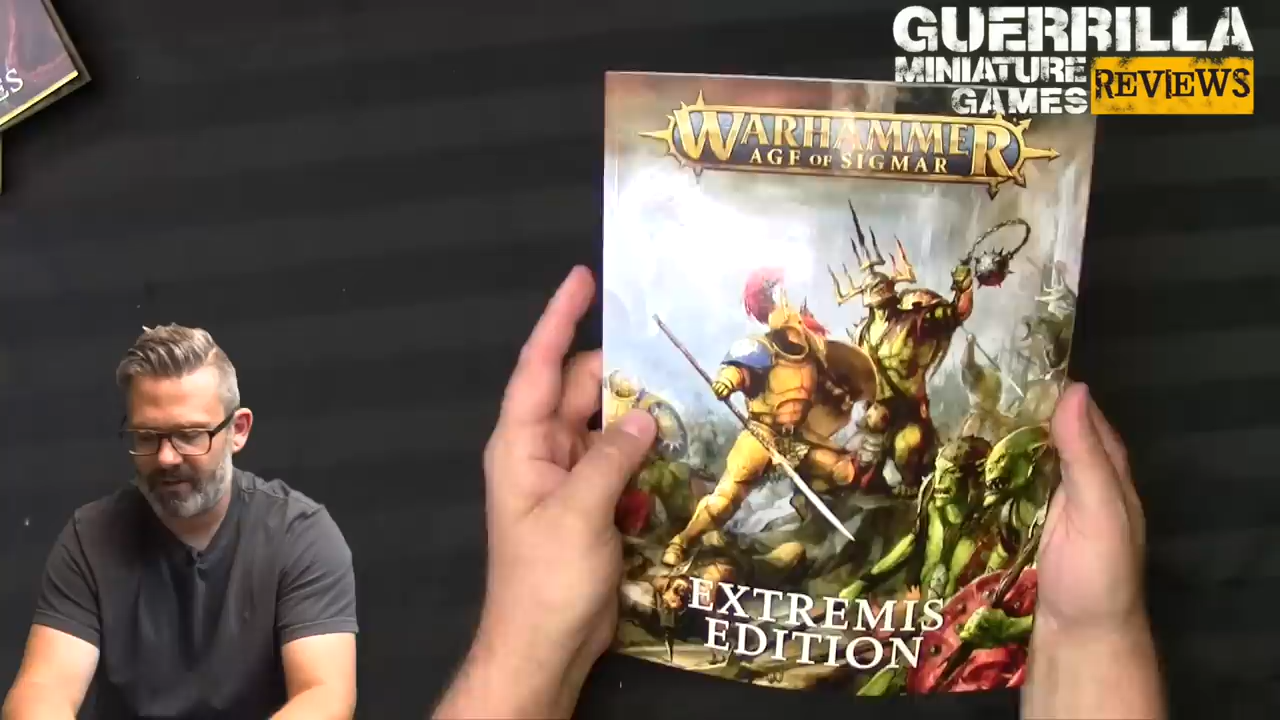 GUERRILLA
MINIATURE
GAMES
REVIEWS
WARHAMMER
AGE OF SIGMAR
EXTREMIS
EDITION